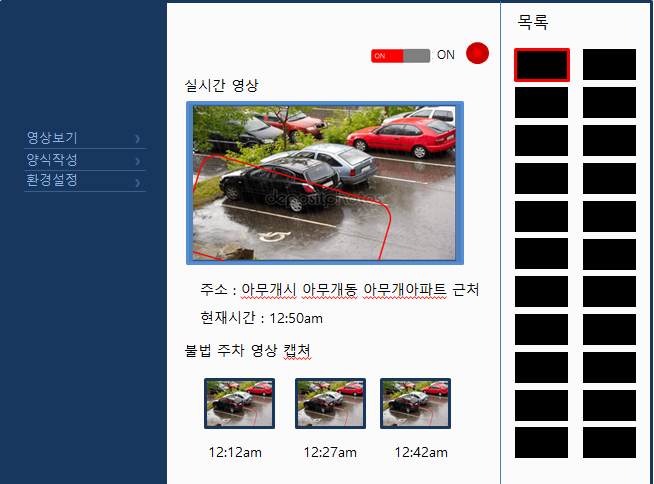 목록
ON : ON
실시간 영상
영상보기 >
양식작성 >
환경설정 >
depositphotos
주소 : 아무개시 아무개동 아무개아파트 근처
현재시간 : 12:50am
불법 주차 영상 캡쳐
12:12am 12:27am 12:42am